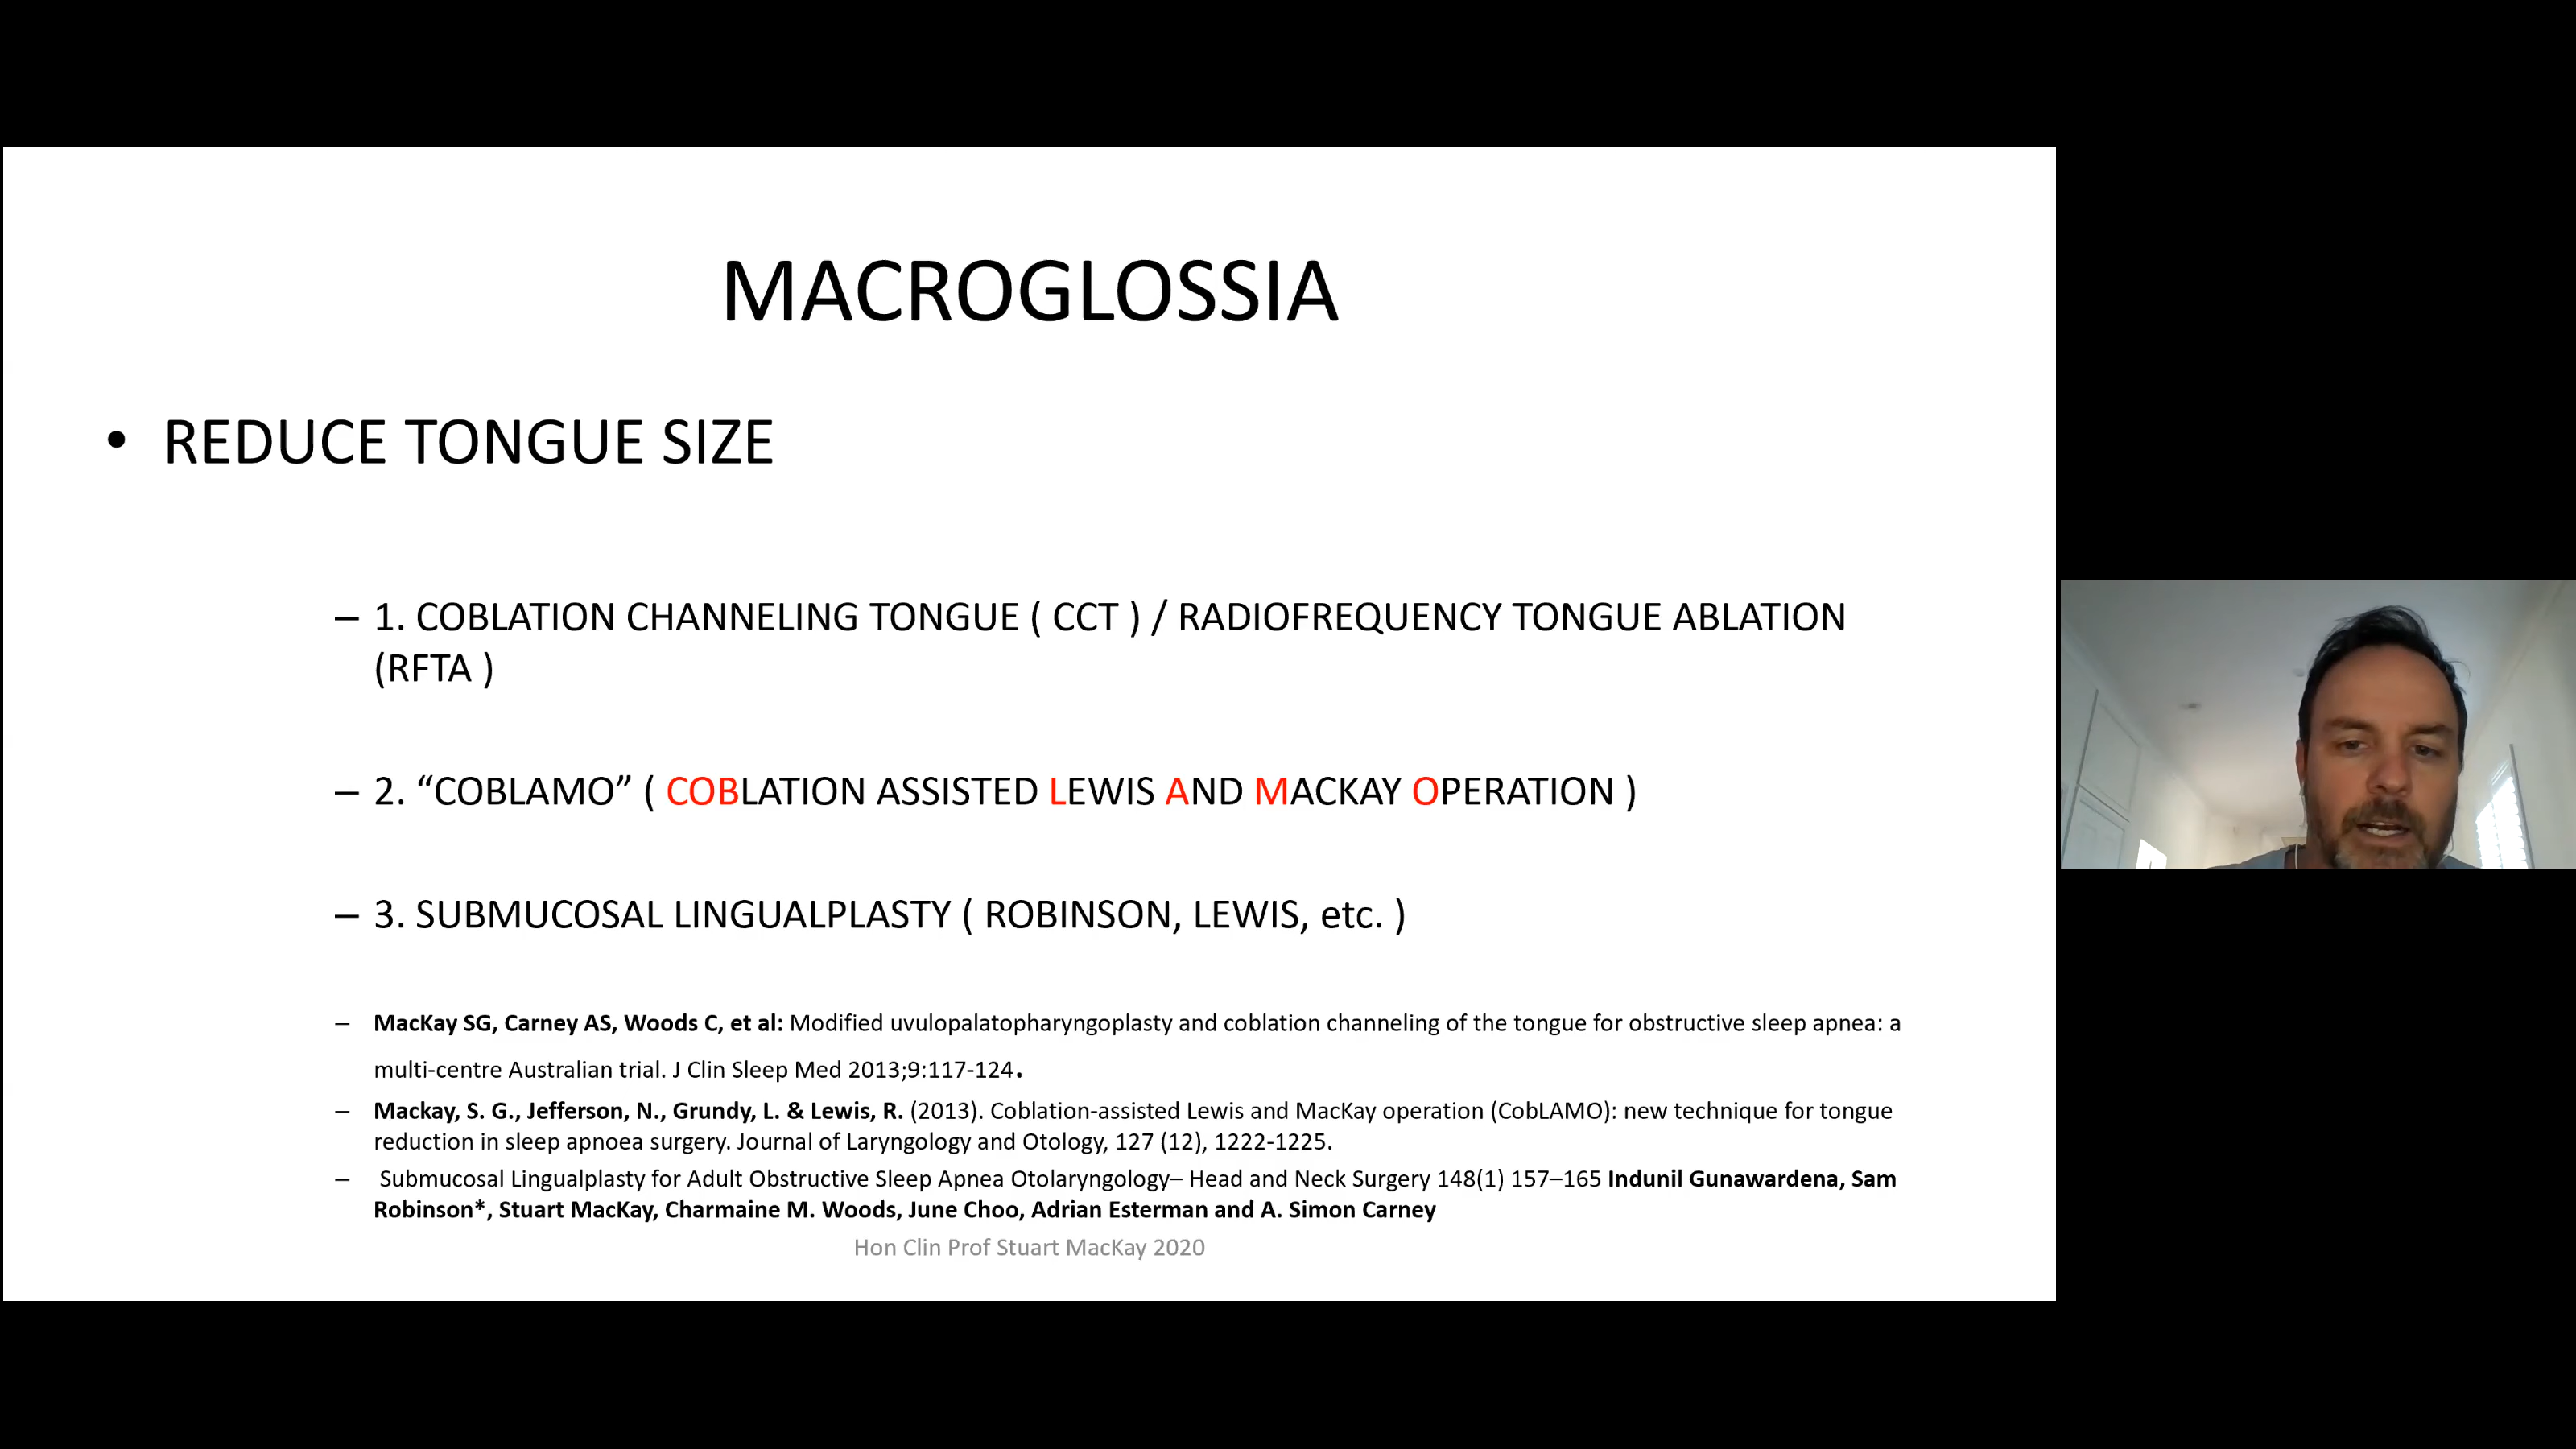 MACROGLOSSIA
• REDUCE TONGUE SIZE
– 1. COBLATION CHANNELING TONGUE ( CCT ) / RADIOFREQUENCY TONGUE ABLATION
(RFTA )
– 2. “COBLAMO” ( COBLATION ASSISTED LEWIS AND MACKAY OPERATION )
– 3. SUBMUCOSAL LINGUALPLASTY ( ROBINSON, LEWIS, etc. )
– MacKay SG, Carney AS, Woods C, et al: Modified uvulopalatopharyngoplasty and coblation channeling of the tongue for obstructive sleep apnea: a
multi-centre Australian trial. J Clin Sleep Med 2013;9:117-124.
– Mackay, S. G., Jefferson, N., Grundy, L. & Lewis, R. (2013). Coblation-assisted Lewis and MacKay operation (CobLAMO): new technique for tongue
reduction in sleep apnoea surgery. Journal of Laryngology and Otology, 127 (12), 1222-1225.
– Submucosal Lingualplasty for Adult Obstructive Sleep Apnea Otolaryngology– Head and Neck Surgery 148(1) 157–165 Indunil Gunawardena, Sam
Robinson*, Stuart MacKay, Charmaine M. Woods, June Choo, Adrian Esterman and A. Simon Carney
Hon Clin Prof Stuart MacKay 2020